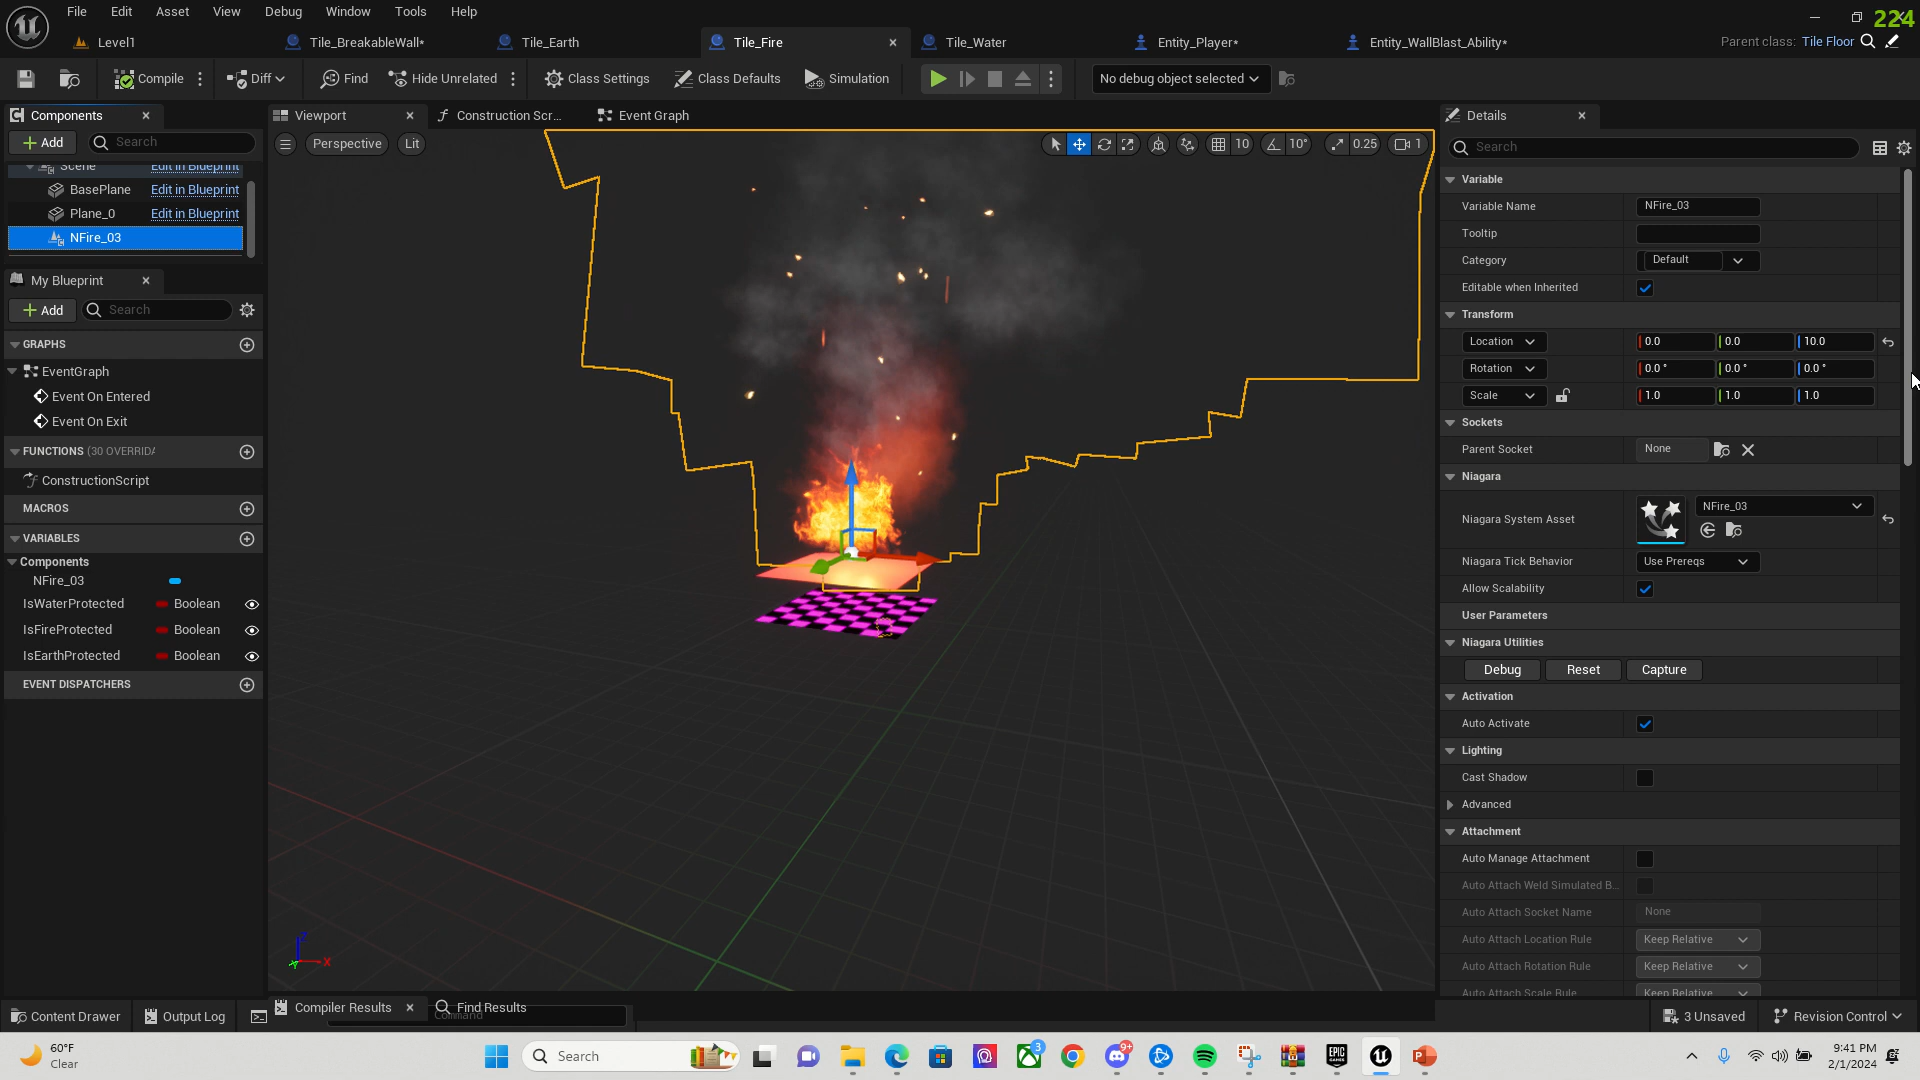 File Edit Asset View Debug Window Tools Help
224
Level1 Tile_BreakableWall* Tile_Earth Tile_Fire Tile_Water Entity_Player* Entity_WallBlast_Ability*
Parent class: Tile Floor
Compile Diff Find Hide Unrelated Class Settings Class Defaults Simulation No debug object selected
Components
Add Search
Scene Edit in Blueprint
BasePlane Edit in Blueprint
Plane_0 Edit in Blueprint
NFire_03
My Blueprint
Add Search
GRAPHS
EventGraph
Event On Entered
Event On Exit
FUNCTIONS (30 OVERRIDA
ConstructionScript
MACROS
VARIABLES
Components
NFire_03
IsWaterProtected Boolean
IsFireProtected Boolean
IsEarthProtected Boolean
EVENT DISPATCHERS
Viewport Construction Scr... Event Graph
Perspective Lit
10 10° 0.25 1
Z
X
Y
Details
Search
Variable
Variable Name NFire_03
Tooltip
Category Default
Editable when Inherited
Transform
Location 0.0 0.0 10.0
Rotation 0.0 ° 0.0 ° 0.0 °
Scale 1.0 1.0 1.0
Sockets
Parent Socket None
Niagara
Niagara System Asset NFire_03
Niagara Tick Behavior Use Prereqs
Allow Scalability
User Parameters
Niagara Utilities
Debug Reset Capture
Activation
Auto Activate
Lighting
Cast Shadow
Advanced
Attachment
Auto Manage Attachment
Auto Attach Weld Simulated B...
Auto Attach Socket Name None
Auto Attach Location Rule Keep Relative
Auto Attach Rotation Rule Keep Relative
Auto Attach Scale Rule Keep Relative
Compiler Results Find Results
Content Drawer Output Log Command
3 Unsaved Revision Control
60°F
Clear
Search
3
9+
EPIC
GAMES
9:41 PM
2/1/2024